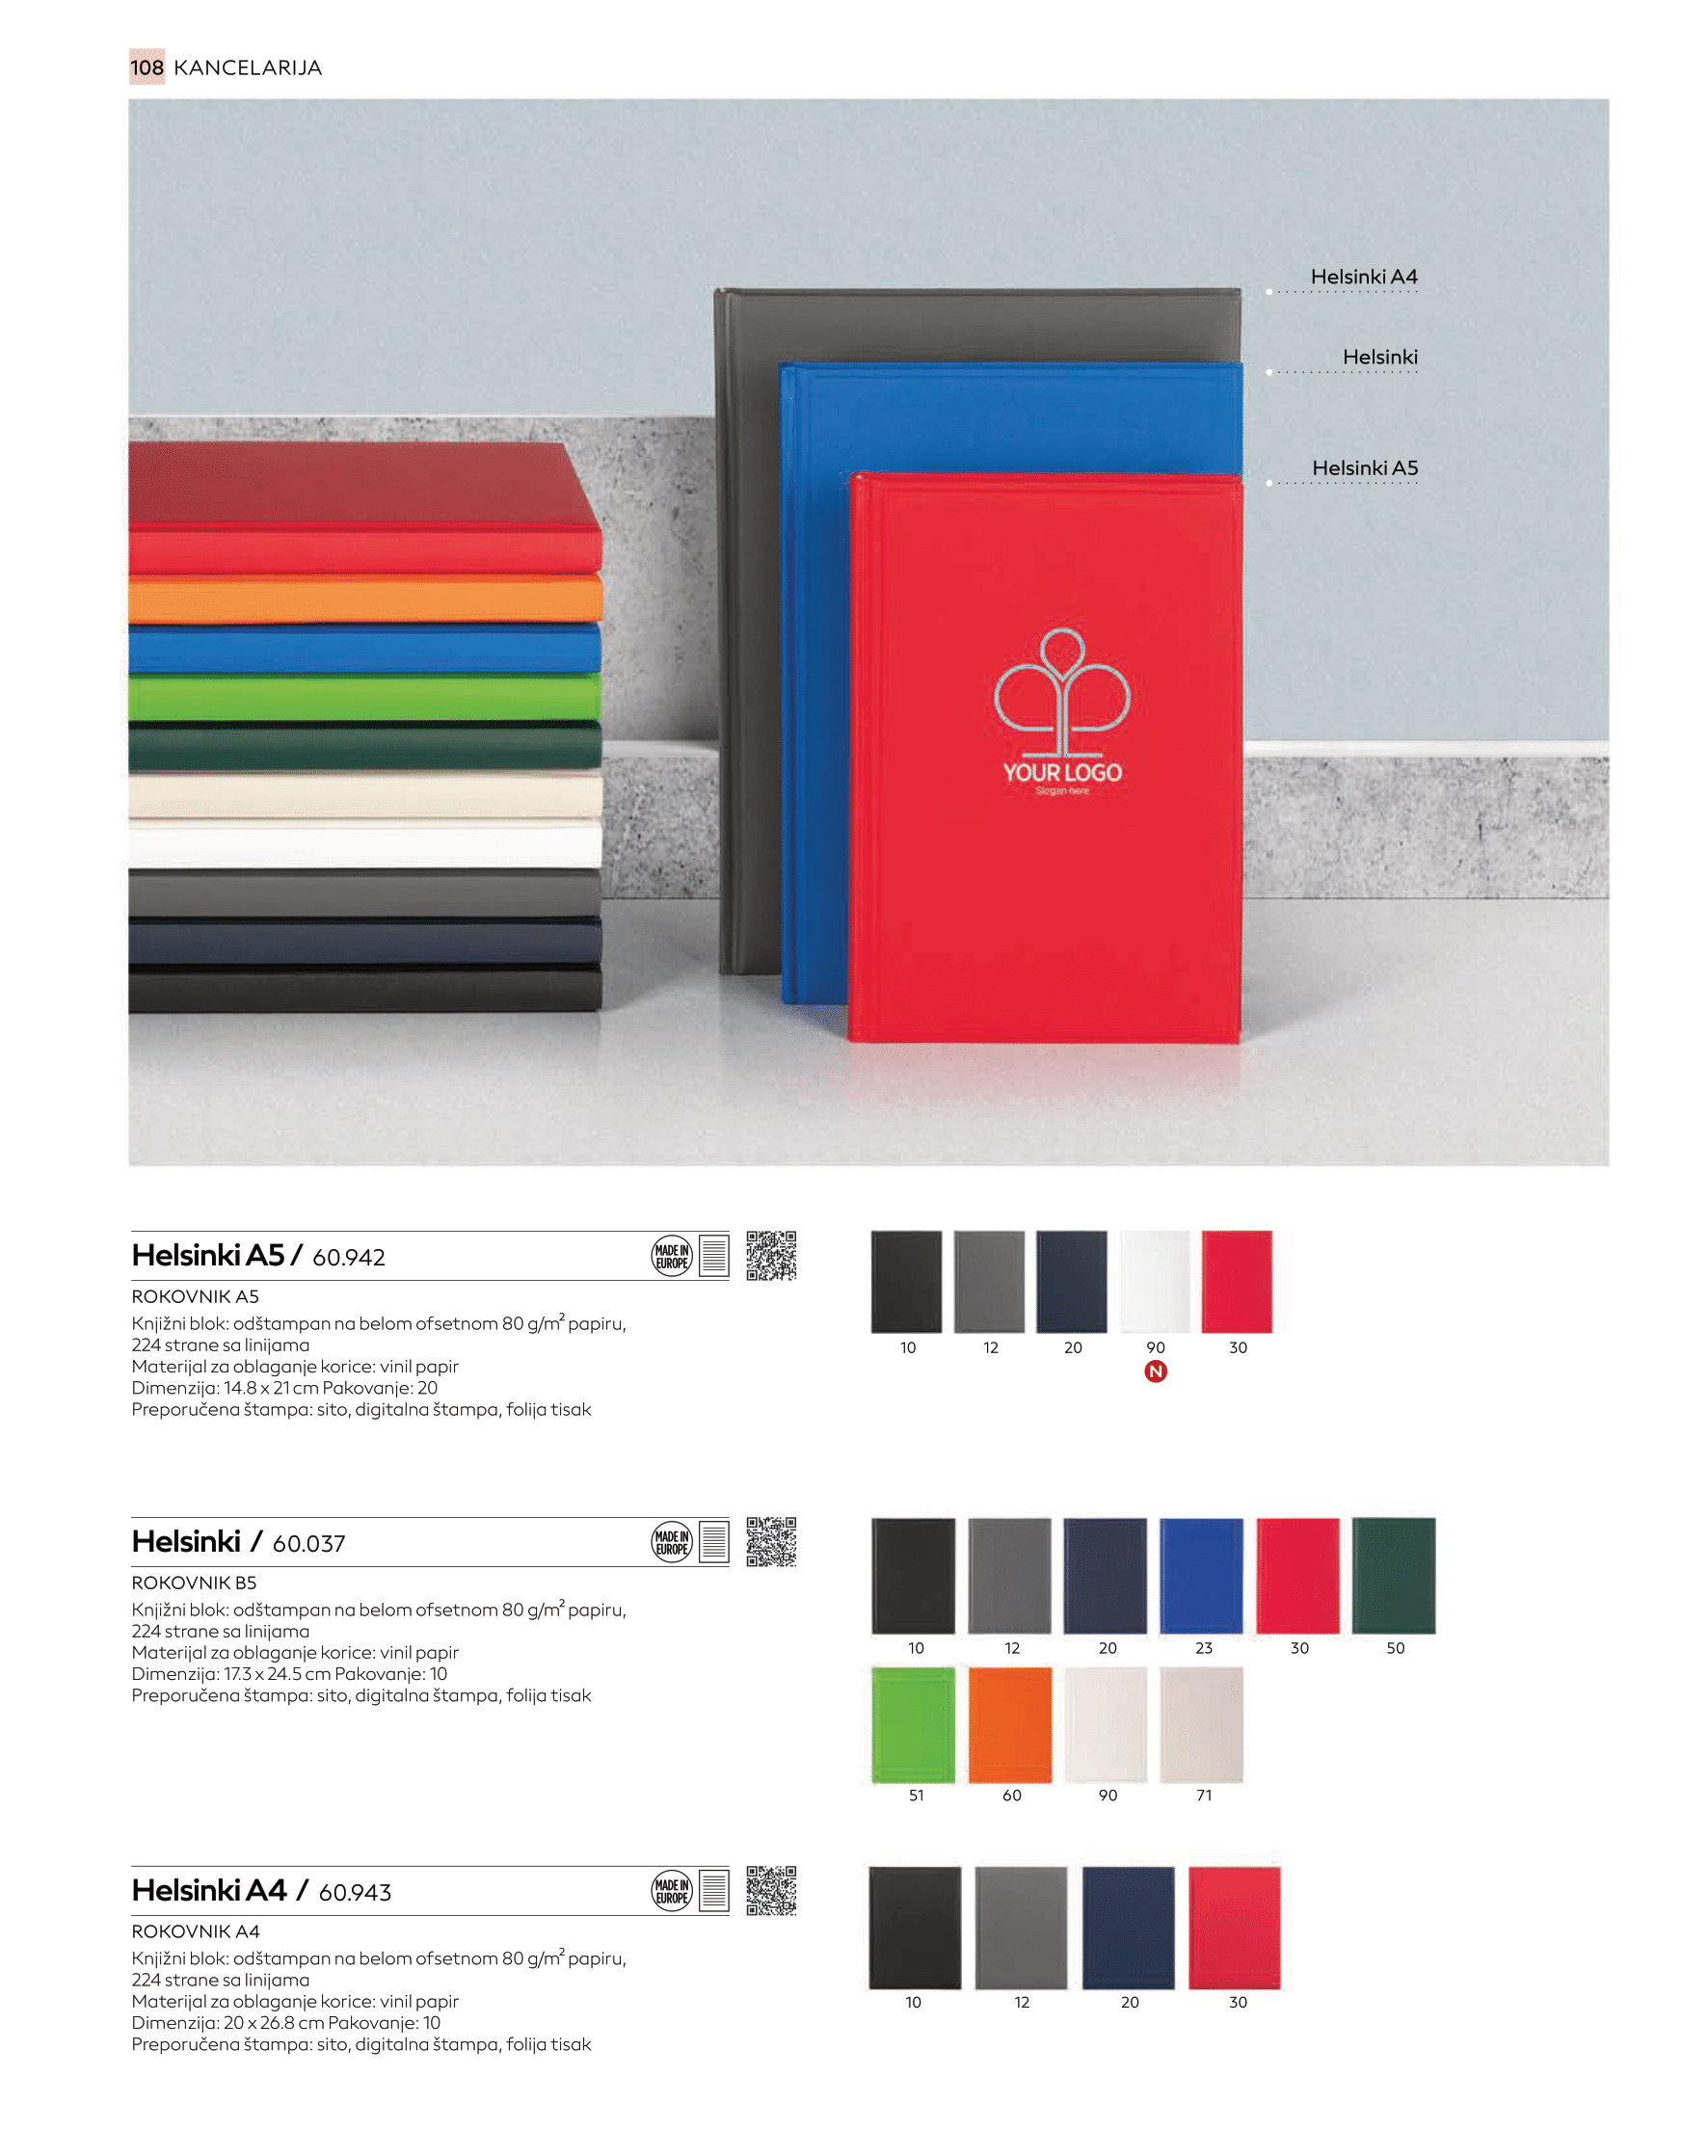 108 KANCELARIJA
Helsinki A4
Helsinki
Helsinki A5
YOUR LOGO
Slogan here
Helsinki A5 / 60.942
MADE IN
EUROPE
ROKOVNIK A5
Knjižni blok: odštampan na belom ofsetnom 80 g/m² papiru,
224 strane sa linijama
Materijal za oblaganje korice: vinil papir
Dimenzija: 14.8 x 21 cm Pakovanje: 20
Preporučena štampa: sito, digitalna štampa, folija tisak
10 12 20 90 30
N
Helsinki / 60.037
MADE IN
EUROPE
ROKOVNIK B5
Knjižni blok: odštampan na belom ofsetnom 80 g/m² papiru,
224 strane sa linijama
Materijal za oblaganje korice: vinil papir
Dimenzija: 17.3 x 24.5 cm Pakovanje: 10
Preporučena štampa: sito, digitalna štampa, folija tisak
10 12 20 23 30 50
51 60 90 71
Helsinki A4 / 60.943
MADE IN
EUROPE
ROKOVNIK A4
Knjižni blok: odštampan na belom ofsetnom 80 g/m² papiru,
224 strane sa linijama
Materijal za oblaganje korice: vinil papir
Dimenzija: 20 x 26.8 cm Pakovanje: 10
Preporučena štampa: sito, digitalna štampa, folija tisak
10 12 20 30